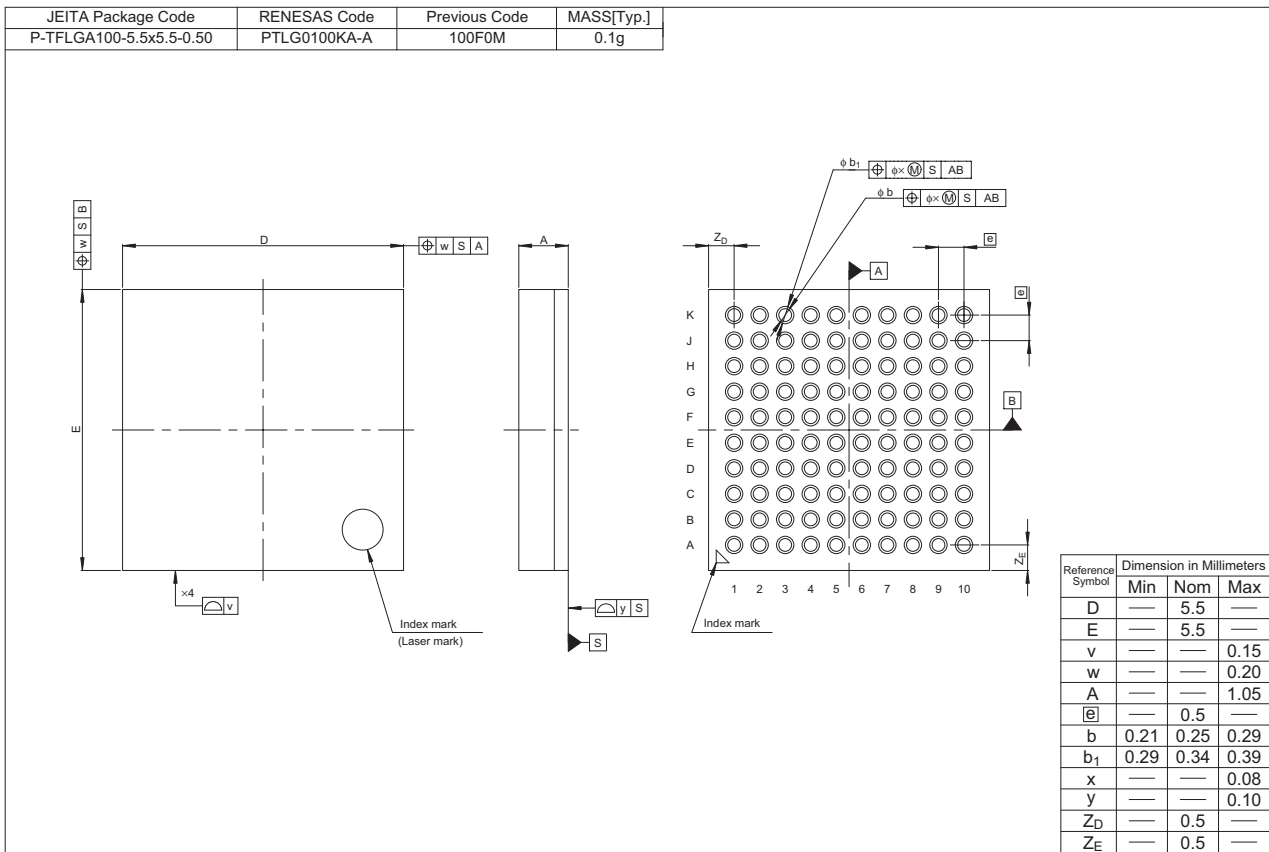 JEITA Package Code RENESAS Code Previous Code MASS[Typ.]
P-TFLGA100-5.5x5.5-0.50 PTLG0100KA-A 100F0M 0.1g
φ b1 ⌖ φ× Ⓜ S AB
φ b ⌖ φ× Ⓜ S AB
⌖ w S B
D
⌖ w S A
A
ZD
e
A
e
K
J
H
G
F
E
D
C
B
A
E
B
ZE
×4
⌓ v
Index mark
(Laser mark)
⌓ y S
S
1 2 3 4 5 6 7 8 9 10
Index mark
Reference Symbol Dimension in Millimeters
Min Nom Max
D — 5.5 —
E — 5.5 —
v — — 0.15
w — — 0.20
A — — 1.05
e — 0.5 —
b 0.21 0.25 0.29
b1 0.29 0.34 0.39
x — — 0.08
y — — 0.10
ZD — 0.5 —
ZE — 0.5 —